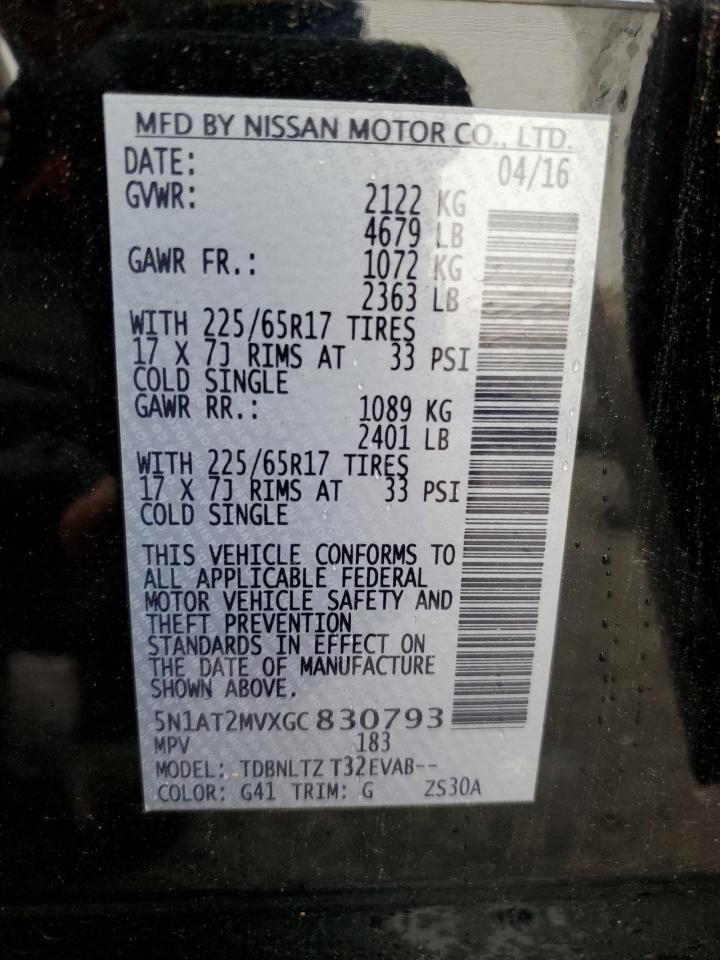 MFD BY NISSAN MOTOR CO., LTD.
DATE: 04/16
GVWR: 2122 KG
4679 LB
GAWR FR.: 1072 KG
2363 LB
WITH 225/65R17 TIRES
17 X 7J RIMS AT 33 PSI
COLD SINGLE
GAWR RR.: 1089 KG
2401 LB
WITH 225/65R17 TIRES
17 X 7J RIMS AT 33 PSI
COLD SINGLE
THIS VEHICLE CONFORMS TO
ALL APPLICABLE FEDERAL
MOTOR VEHICLE SAFETY AND
THEFT PREVENTION
STANDARDS IN EFFECT ON
THE DATE OF MANUFACTURE
SHOWN ABOVE.
5N1AT2MVXGC830793
MPV 183
MODEL: TDBNLTZ T32EVAB--
COLOR: G41 TRIM: G ZS30A